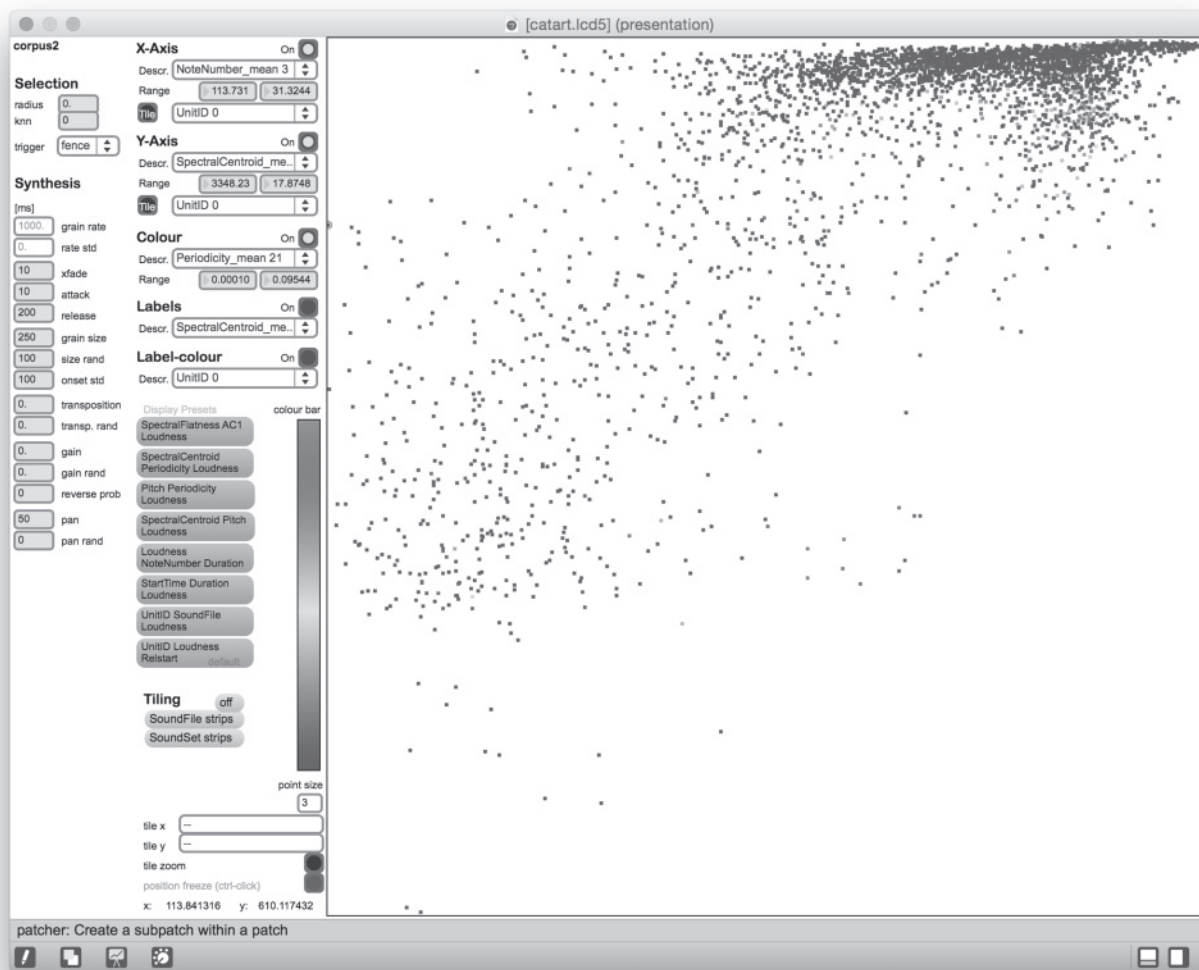 [catart.lcd5] (presentation)
corpus2
Selection
radius 0.
knn 0
trigger fence
Synthesis
[ms]
1000. grain rate
0. rate std
10 xfade
10 attack
200 release
250 grain size
100 size rand
100 onset std
0. transposition
0. transp. rand
0. gain
0. gain rand
0 reverse prob
50 pan
0 pan rand
X-Axis On
Descr. NoteNumber_mean 3
Range 113.731 31.3244
Tile UnitID 0
Y-Axis On
Descr. SpectralCentroid_me..
Range 3348.23 17.8748
Tile UnitID 0
Colour On
Descr. Periodicity_mean 21
Range 0.00010 0.09544
Labels On
Descr. SpectralCentroid_me..
Label-colour On
Descr. UnitID 0
Display Presets colour bar
SpectralFlatness AC1
Loudness
SpectralCentroid
Periodicity Loudness
Pitch Periodicity
Loudness
SpectralCentroid Pitch
Loudness
Loudness
NoteNumber Duration
StartTime Duration
Loudness
UnitID SoundFile
Loudness
UnitID Loudness
Relstart default
Tiling off
SoundFile strips
SoundSet strips
point size
3
tile x --
tile y --
tile zoom
position freeze (ctrl-click)
x: 113.841316 y: 610.117432
patcher: Create a subpatch within a patch